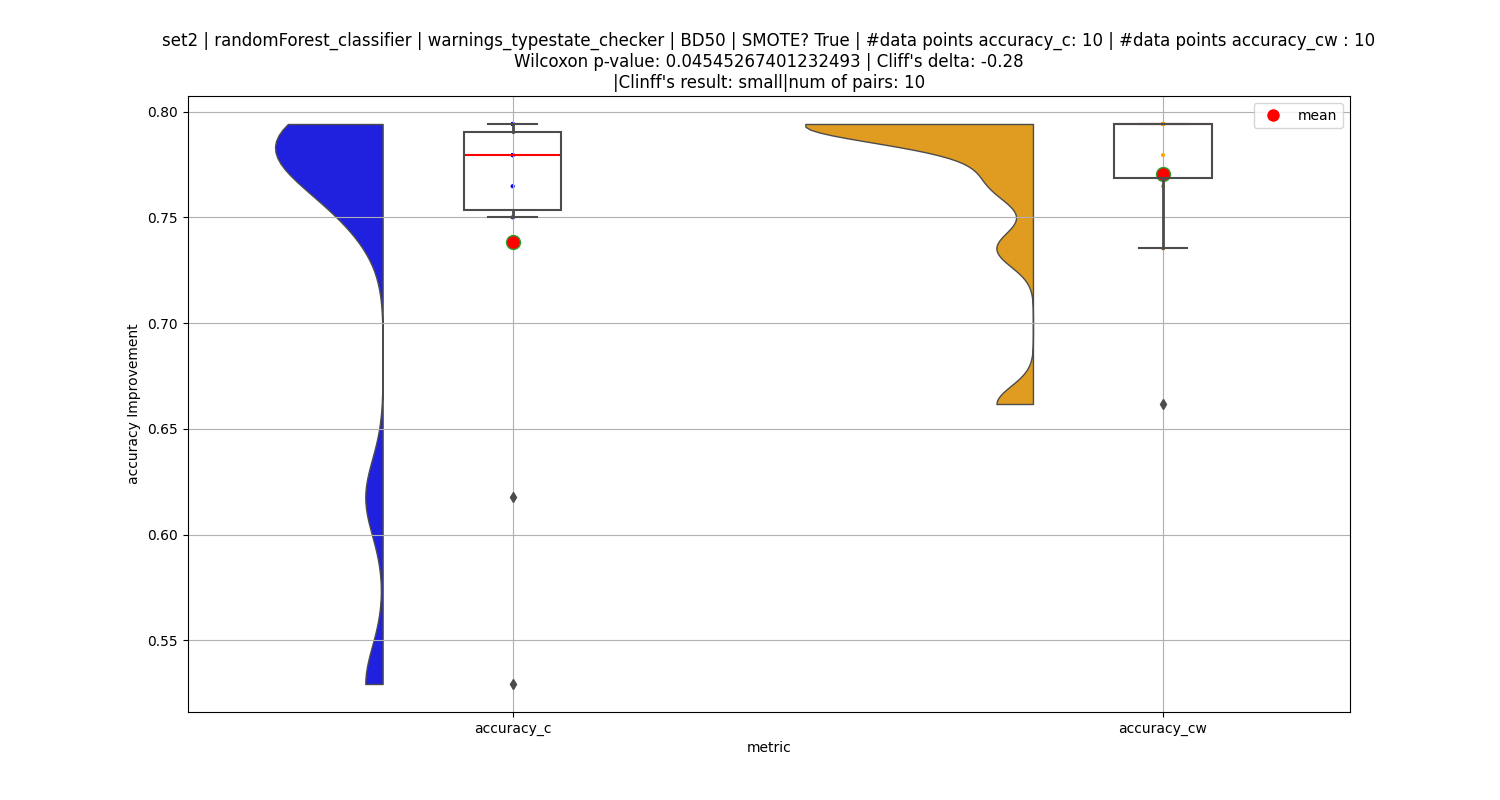 set2 | randomForest_classifier | warnings_typestate_checker | BD50 | SMOTE? True | #data points accuracy_c: 10 | #data points accuracy_cw : 10
Wilcoxon p-value: 0.04545267401232493 | Cliff's delta: -0.28
|Clinff's result: small|num of pairs: 10
mean
accuracy Improvement
0.80
0.75
0.70
0.65
0.60
0.55
accuracy_c
accuracy_cw
metric